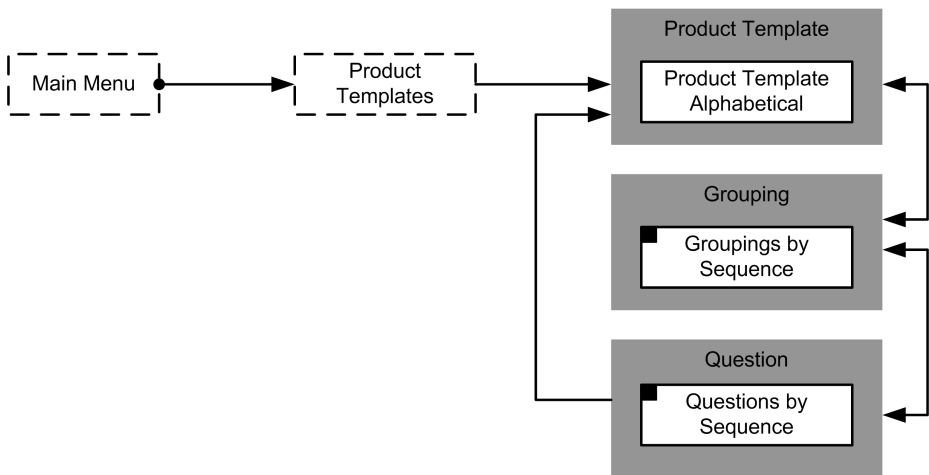 Main Menu
Product
Templates
Product Template
Product Template
Alphabetical
Grouping
Groupings by
Sequence
Question
Questions by
Sequence